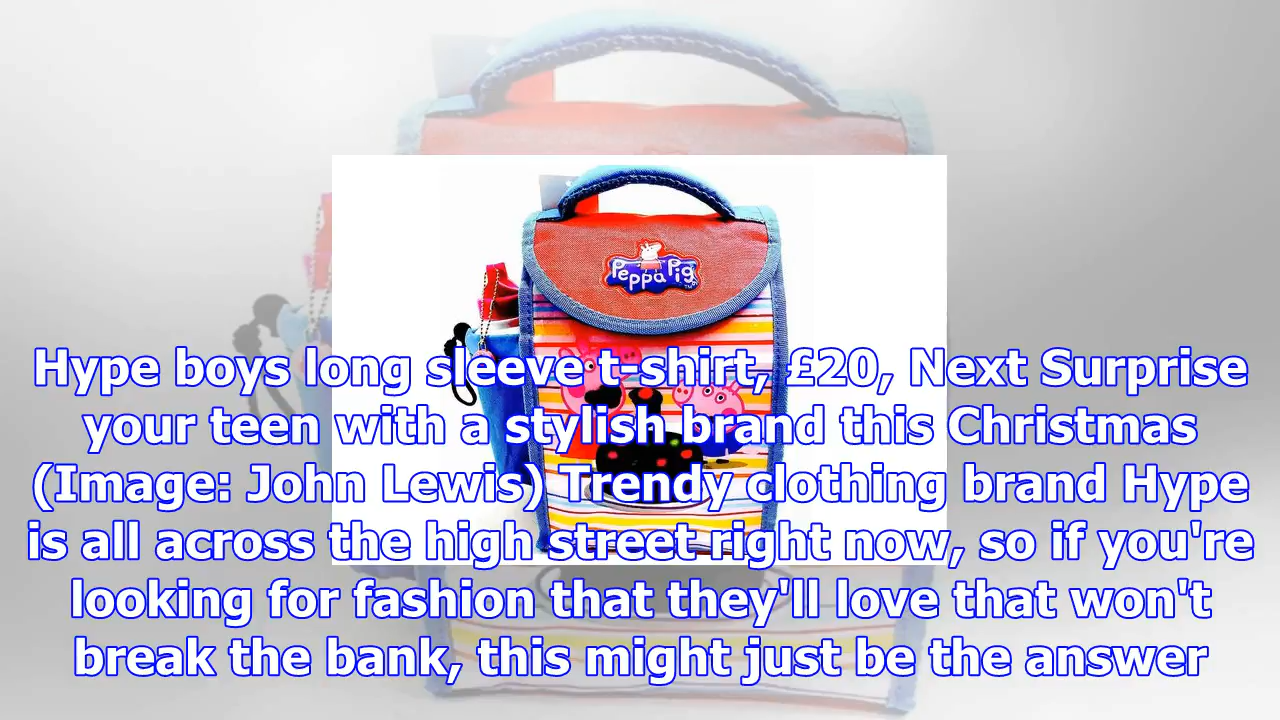 Peppa Pig
Hype boys long sleeve t-shirt, £20, Next Surprise
your teen with a stylish brand this Christmas
(Image: John Lewis) Trendy clothing brand Hype
is all across the high street right now, so if you're
looking for fashion that they'll love that won't
break the bank, this might just be the answer